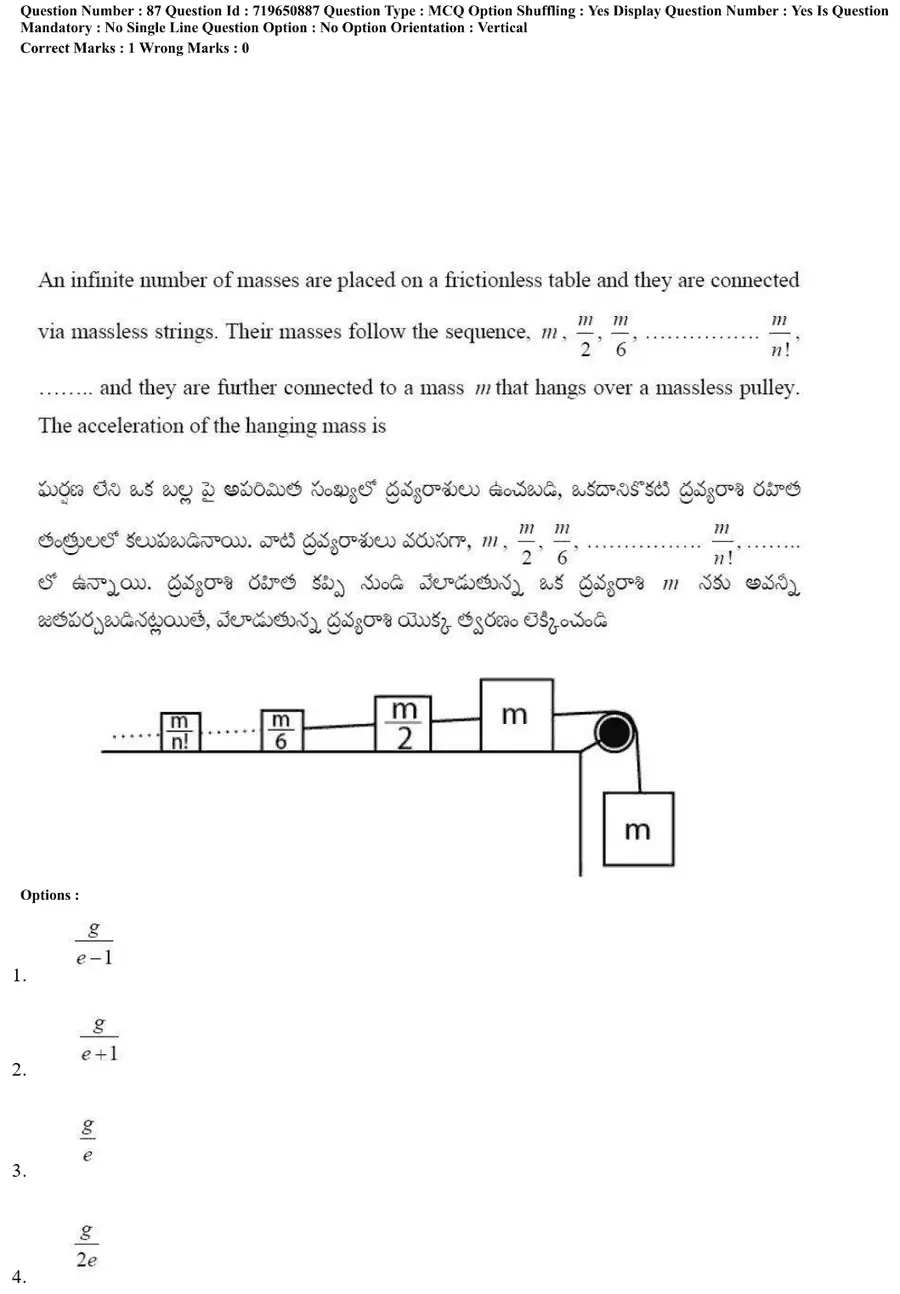 Question Number : 87 Question Id : 719650887 Question Type : MCQ Option Shuffling : Yes Display Question Number : Yes Is Question
Mandatory : No Single Line Question Option : No Option Orientation : Vertical
Correct Marks : 1 Wrong Marks : 0
An infinite number of masses are placed on a frictionless table and they are connected
via massless strings. Their masses follow the sequence, m, m/2, m/6, ................ m/n!,
........ and they are further connected to a mass m that hangs over a massless pulley.
The acceleration of the hanging mass is
ఘర్షణ లేని ఒక బల్ల పై అపరిమిత సంఖ్యలో ద్రవ్యరాశులు ఉంచబడి, ఒకదానికొకటి ద్రవ్యరాశి రహిత
తంత్రులలో కలుపబడినాయి. వాటి ద్రవ్యరాశులు వరుసగా, m, m/2, m/6, ................ m/n!, ........
లో ఉన్నాయి. ద్రవ్యరాశి రహిత కప్పి నుండి వేలాడుతున్న ఒక ద్రవ్యరాశి m నకు అవన్నీ
జతపర్చబడినట్లయితే, వేలాడుతున్న ద్రవ్యరాశి యొక్క త్వరణం లెక్కించండి
...... m/n! ....... m/6 m/2 m
m
Options :
1. g/(e−1)
2. g/(e+1)
3. g/e
4. g/2e